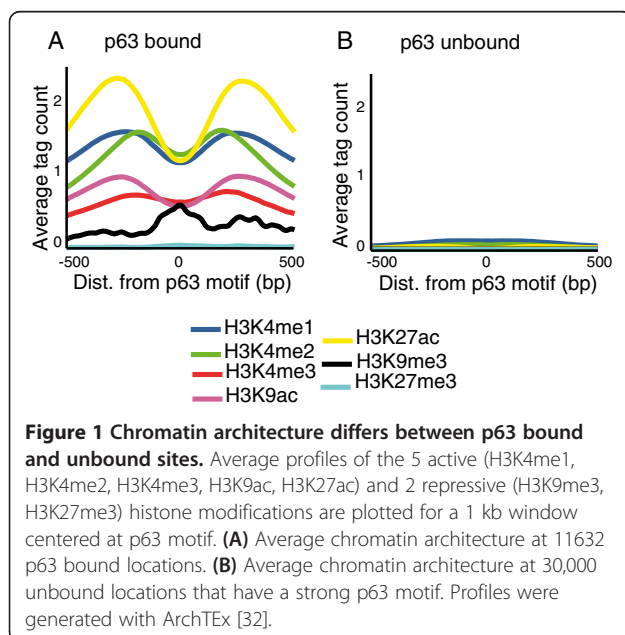 A p63 bound
B p63 unbound
Average tag count
2
1
0
-500 0 500
Dist. from p63 motif (bp)
Average tag count
2
1
0
-500 0 500
Dist. from p63 motif (bp)
H3K4me1
H3K4me2
H3K4me3
H3K9ac
H3K27ac
H3K9me3
H3K27me3
Figure 1 Chromatin architecture differs between p63 bound
and unbound sites. Average profiles of the 5 active (H3K4me1,
H3K4me2, H3K4me3, H3K9ac, H3K27ac) and 2 repressive (H3K9me3,
H3K27me3) histone modifications are plotted for a 1 kb window
centered at p63 motif. (A) Average chromatin architecture at 11632
p63 bound locations. (B) Average chromatin architecture at 30,000
unbound locations that have a strong p63 motif. Profiles were
generated with ArchTEx [32].